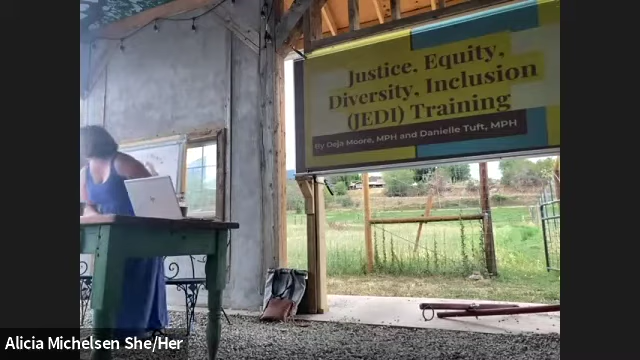 Justice, Equity,
Diversity, Inclusion
(JEDI) Training
By Deja Moore, MPH and Danielle Tuft, MPH
Alicia Michelsen She/Her